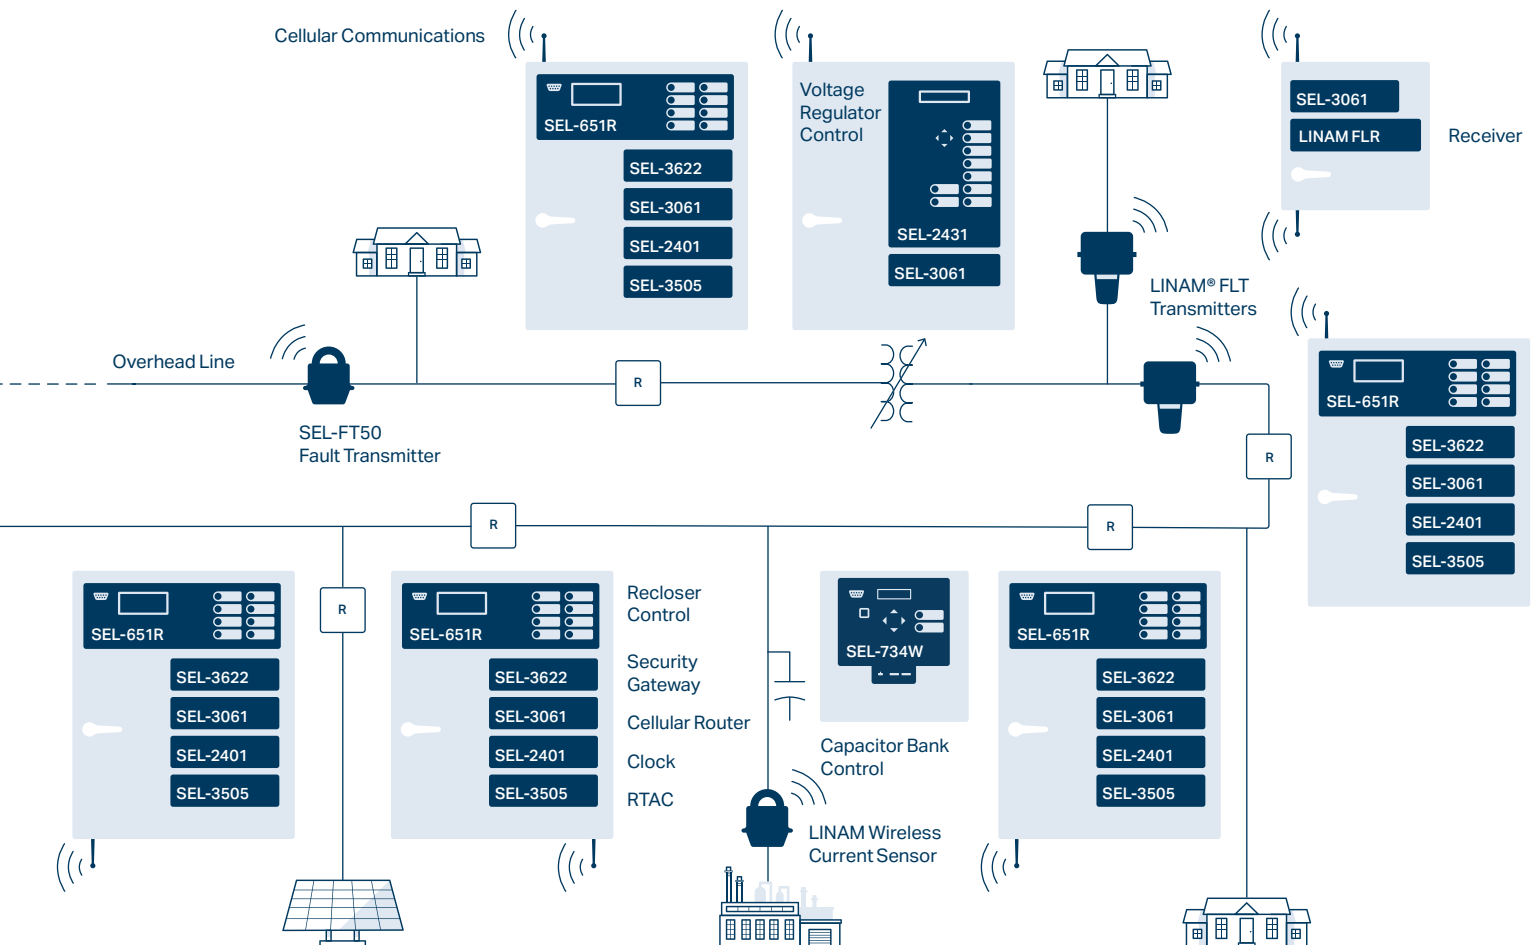 Cellular Communications
SEL-651R
SEL-3622
SEL-3061
SEL-2401
SEL-3505
Voltage
Regulator
Control
SEL-2431
SEL-3061
SEL-3061
LINAM FLR
Receiver
LINAM® FLT
Transmitters
Overhead Line
SEL-FT50
Fault Transmitter
R
R
SEL-651R
SEL-3622
SEL-3061
SEL-2401
SEL-3505
R
R
R
SEL-651R
SEL-3622
SEL-3061
SEL-2401
SEL-3505
SEL-651R
SEL-3622
SEL-3061
SEL-2401
SEL-3505
Recloser
Control
Security
Gateway
Cellular Router
Clock
RTAC
SEL-734W
Capacitor Bank
Control
LINAM Wireless
Current Sensor
SEL-651R
SEL-3622
SEL-3061
SEL-2401
SEL-3505